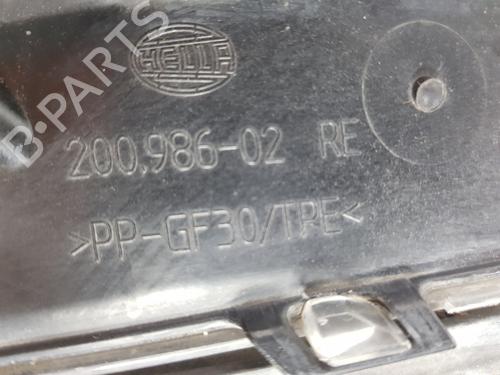 HELLA
B-PARTS
200.986-02 RE
>PP-GF30/TPE<